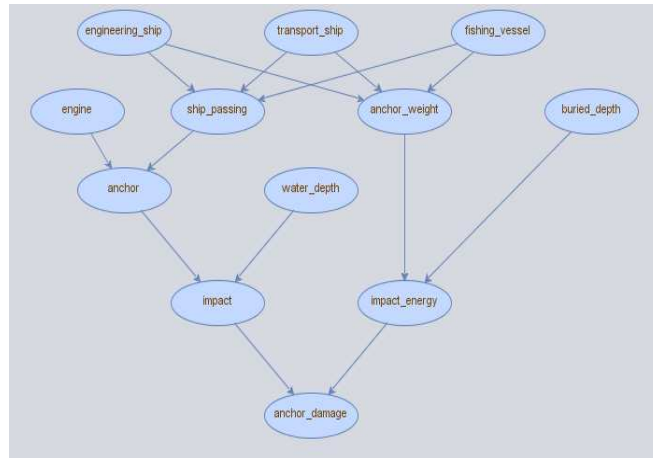 engineering_ship
transport_ship
fishing_vessel
engine
ship_passing
anchor_weight
buried_depth
anchor
water_depth
impact
impact_energy
anchor_damage